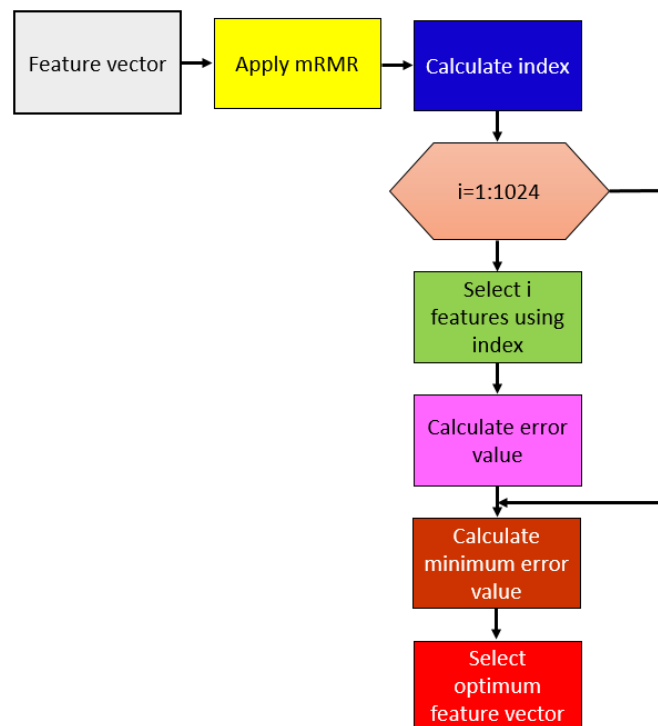 Feature vector
Apply mRMR
Calculate index
i=1:1024
Select i
features using
index
Calculate error
value
Calculate
minimum error
value
Select
optimum
feature vector